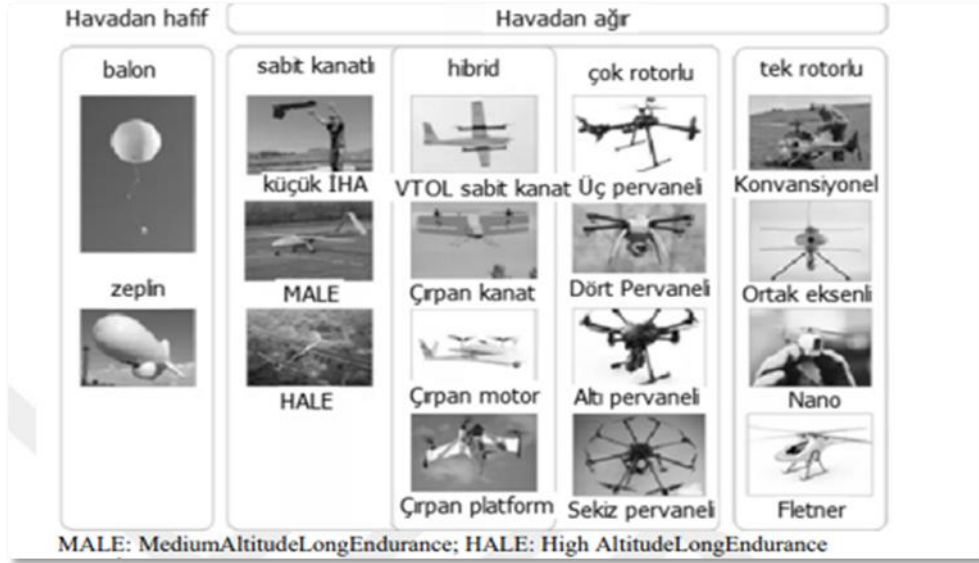 Havadan hafif
Havadan ağır
balon
zeplin
sabit kanatlı
küçük İHA
MALE
HALE
hibrid
VTOL sabit kanat
Çırpan kanat
Çırpan motor
Çırpan platform
çok rotorlu
Üç pervaneli
Dört Pervaneli
Altı pervaneli
Sekiz pervaneli
tek rotorlu
Konvansiyonel
Ortak eksenli
Nano
Fletner
MALE: MediumAltitudeLongEndurance; HALE: High AltitudeLongEndurance